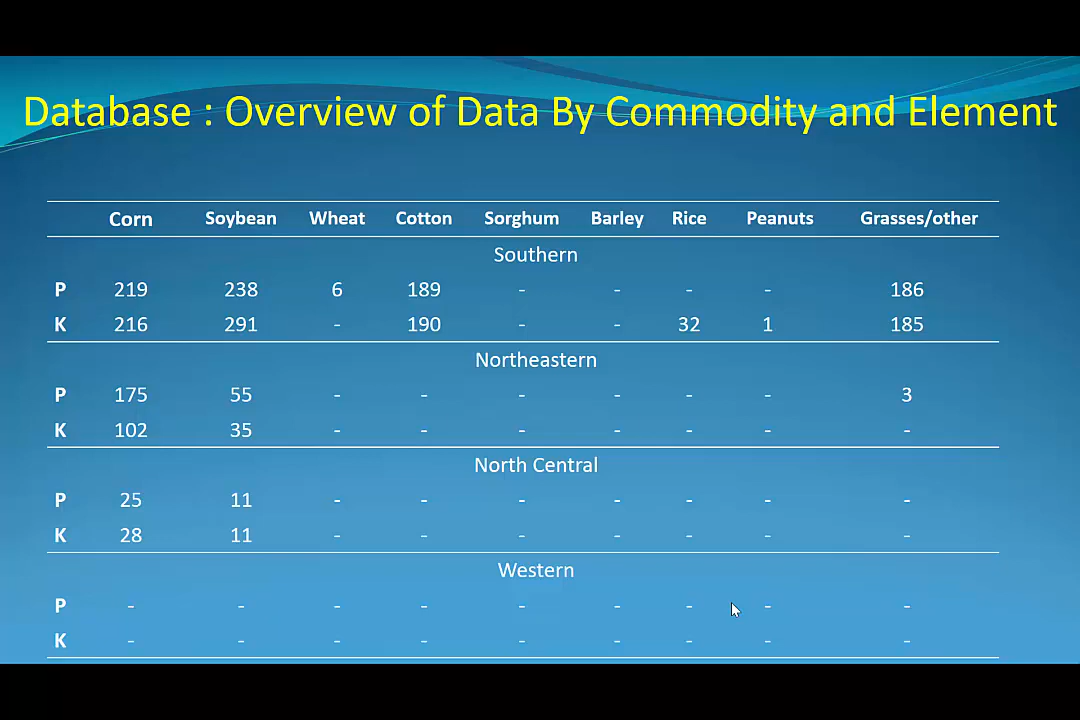 Database : Overview of Data By Commodity and Element
Corn Soybean Wheat Cotton Sorghum Barley Rice Peanuts Grasses/other
Southern
P 219 238 6 189 - - - - 186
K 216 291 - 190 - - 32 1 185
Northeastern
P 175 55 - - - - - - 3
K 102 35 - - - - - - -
North Central
P 25 11 - - - - - - -
K 28 11 - - - - - - -
Western
P - - - - - - - - -
K - - - - - - - - -